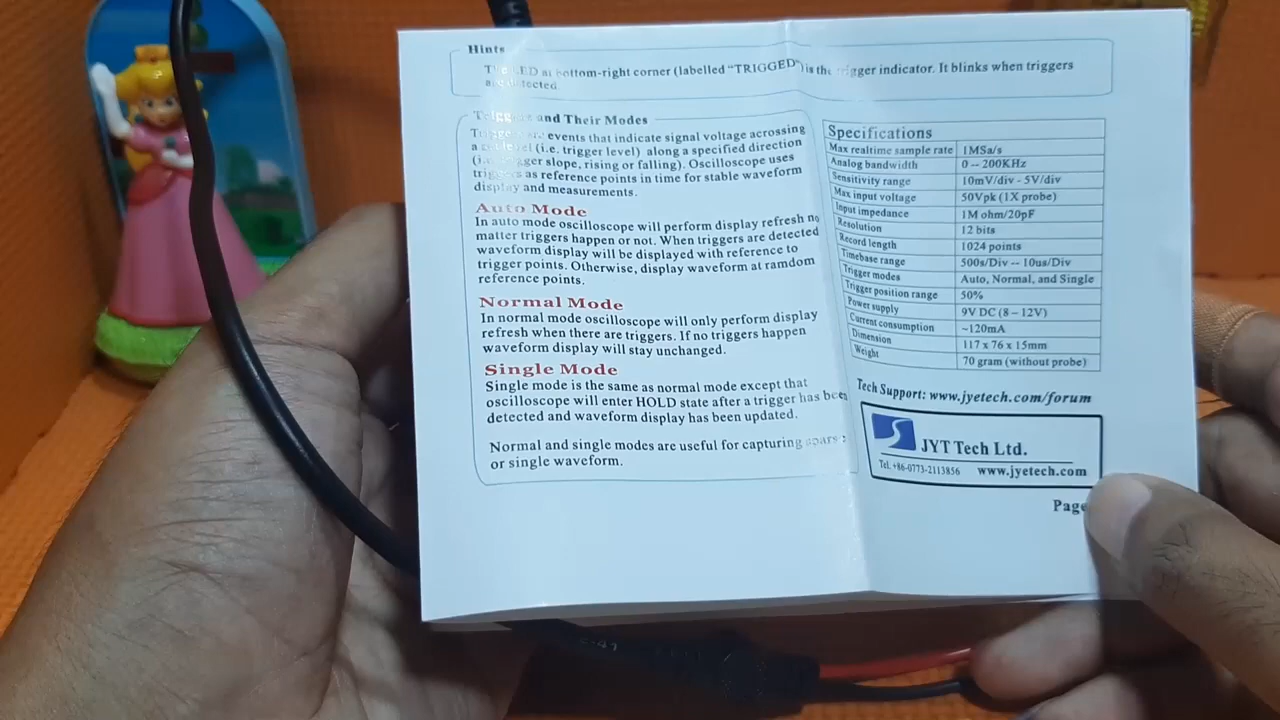 Hints
The LED at bottom-right corner (labelled "TRIGGED") is the trigger indicator. It blinks when triggers
are detected
Triggers and Their Modes
Triggers are events that indicate signal voltage acrossing
a set level (i.e. trigger level) along a specified direction
(i.e. trigger slope, rising or falling). Oscilloscope uses
triggers as reference points in time for stable waveform
display and measurements.
Auto Mode
In auto mode oscilloscope will perform display refresh no
matter triggers happen or not. When triggers are detected
waveform display will be displayed with reference to
trigger points. Otherwise, display waveform at ramdom
reference points.
Normal Mode
In normal mode oscilloscope will only perform display
refresh when there are triggers. If no triggers happen
waveform display will stay unchanged.
Single Mode
Single mode is the same as normal mode except that
oscilloscope will enter HOLD state after a trigger has been
detected and waveform display has been updated.
Normal and single modes are useful for capturing sparse
or single waveform.
Specifications
Max realtime sample rate 1MSa/s
Analog bandwidth 0 -- 200KHz
Sensitivity range 10mV/div - 5V/div
Max input voltage 50Vpk (1X probe)
Input impedance 1M ohm/20pF
Resolution 12 bits
Record length 1024 points
Timebase range 500s/Div -- 10us/Div
Trigger modes Auto, Normal, and Single
Trigger position range 50%
Power supply 9V DC (8 – 12V)
Current consumption ~120mA
Dimension 117 x 76 x 15mm
Weight 70 gram (without probe)
Tech Support: www.jyetech.com/forum
JYT Tech Ltd.
Tel. +86-0773-2113856 www.jyetech.com
Page